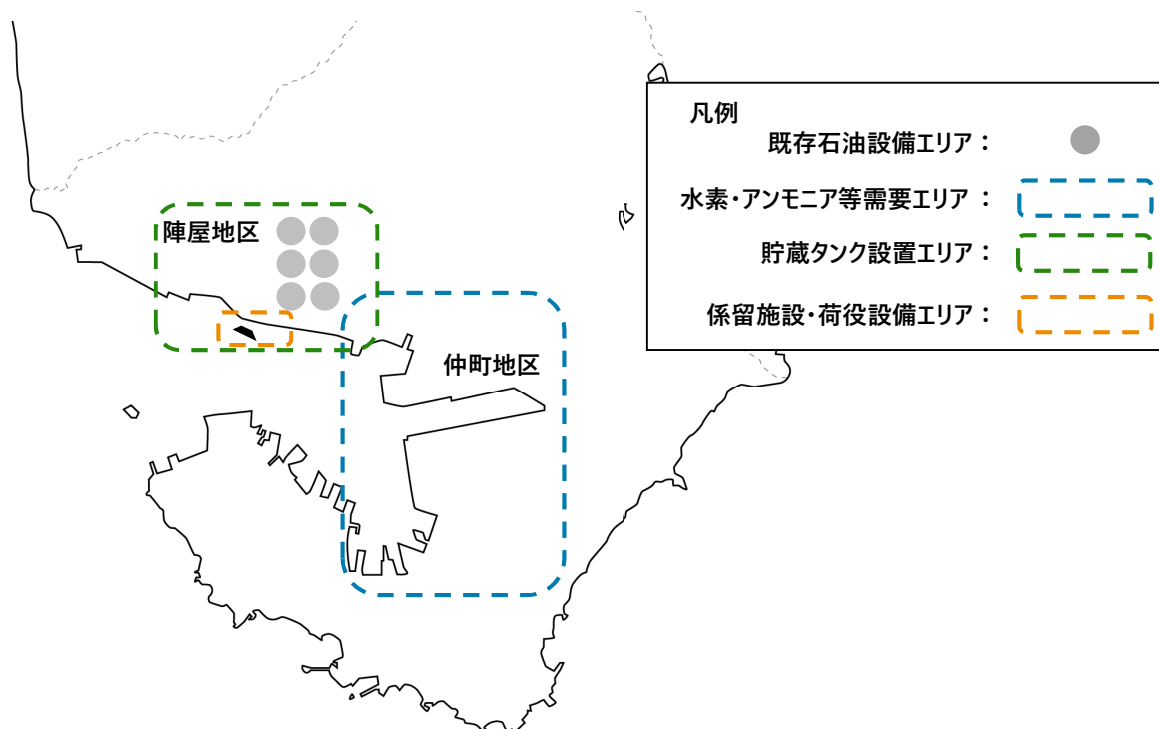 凡例
既存石油設備エリア：
水素・アンモニア等需要エリア：
陣屋地区
貯蔵タンク設置エリア：
係留施設・荷役設備エリア：
仲町地区